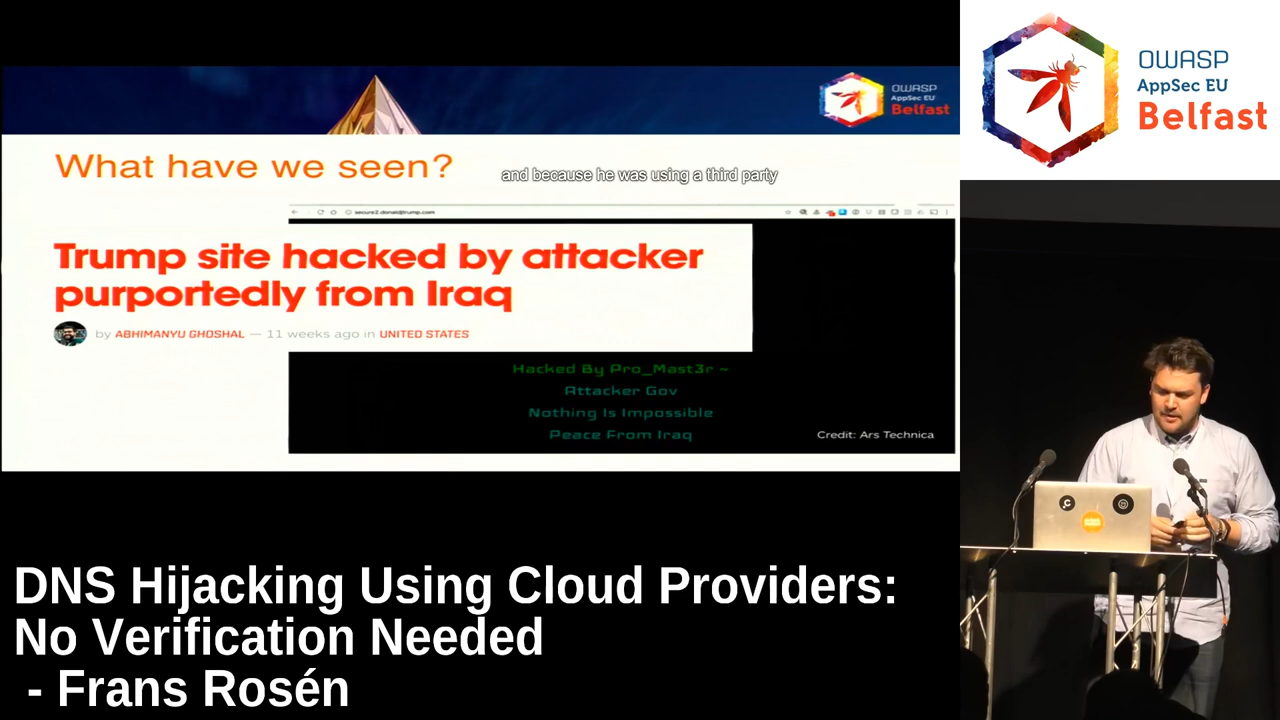 OWASP
AppSec EU
Belfast
OWASP
AppSec EU
Belfast
What have we seen?
and because he was using a third party
secure2.donaldjtrump.com
Trump site hacked by attacker
purportedly from Iraq
by ABHIMANYU GHOSHAL — 11 weeks ago in UNITED STATES
Hacked By Pro_Mast3r ~
Attacker Gov
Nothing Is Impossible
Peace From Iraq
Credit: Ars Technica
DNS Hijacking Using Cloud Providers:
No Verification Needed
- Frans Rosén